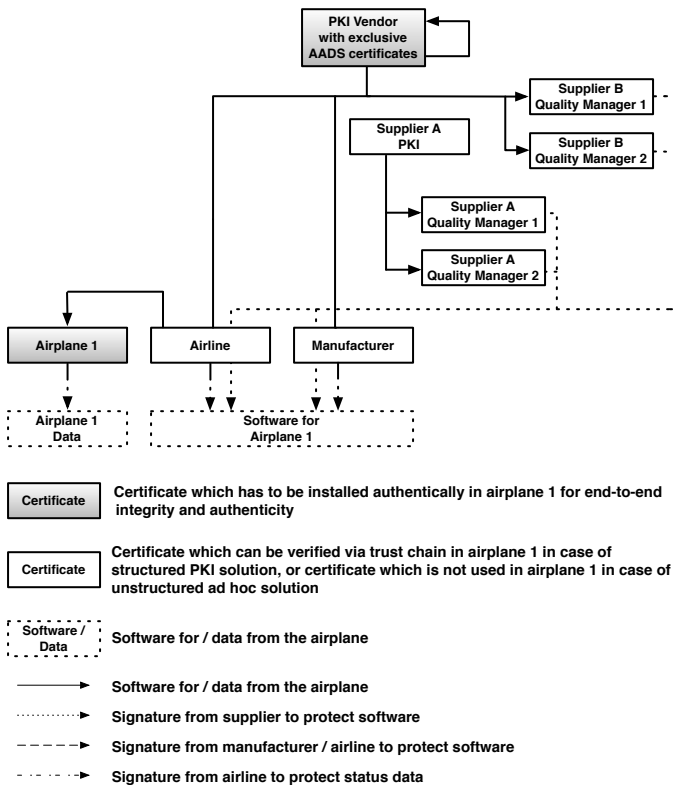 PKI Vendor
with exclusive
AADS certificates
Supplier B
Quality Manager 1
Supplier A
PKI
Supplier B
Quality Manager 2
Supplier A
Quality Manager 1
Supplier A
Quality Manager 2
Airplane 1
Airline
Manufacturer
Airplane 1
Data
Software for
Airplane 1
Certificate
Certificate which has to be installed authentically in airplane 1 for end-to-end
integrity and authenticity
Certificate
Certificate which can be verified via trust chain in airplane 1 in case of
structured PKI solution, or certificate which is not used in airplane 1 in case of
unstructured ad hoc solution
Software /
Data
Software for / data from the airplane
Software for / data from the airplane
Signature from supplier to protect software
Signature from manufacturer / airline to protect software
Signature from airline to protect status data